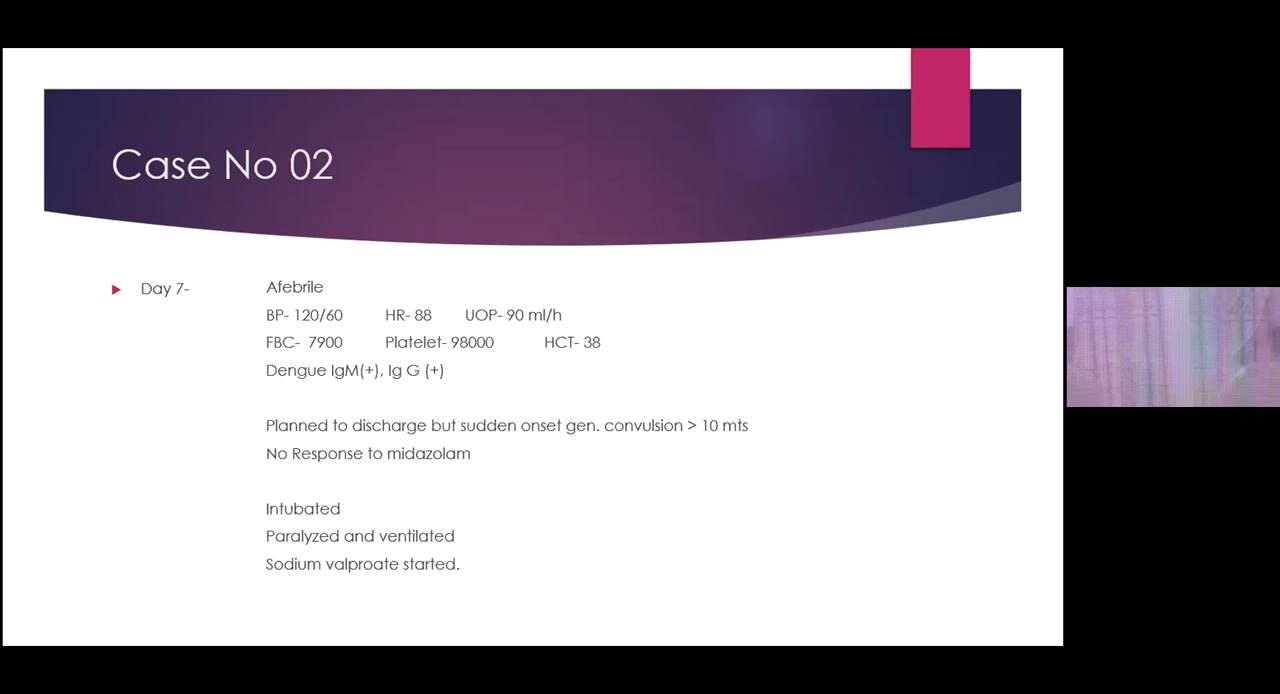 Case No 02
Day 7- Afebrile
BP- 120/60 HR- 88 UOP- 90 ml/h
FBC- 7900 Platelet- 98000 HCT- 38
Dengue IgM(+), Ig G (+)
Planned to discharge but sudden onset gen. convulsion > 10 mts
No Response to midazolam
Intubated
Paralyzed and ventilated
Sodium valproate started.